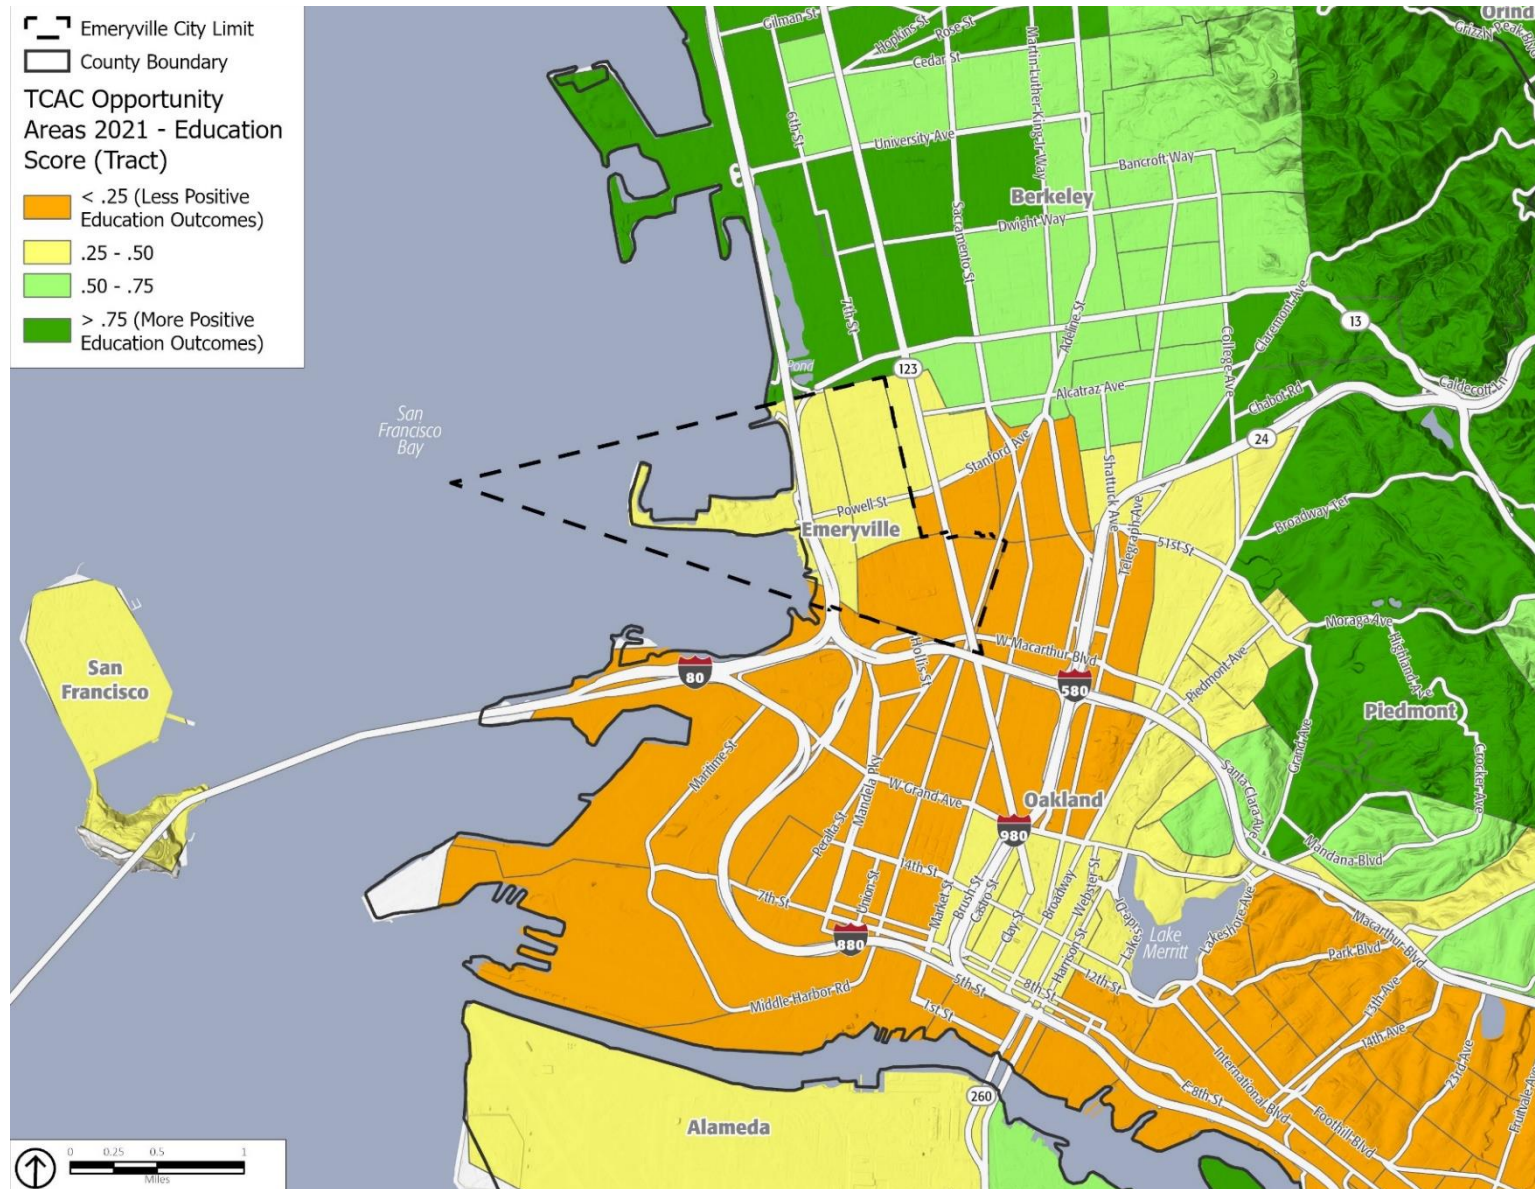 Emeryville City Limit
County Boundary
TCAC Opportunity
Areas 2021 - Education
Score (Tract)
< .25 (Less Positive
Education Outcomes)
.25 - .50
.50 - .75
> .75 (More Positive
Education Outcomes)
Gilman St
Hopkins St
Rose St
Cedar St
Martin Luther King Jr Way
Orind
Grizzly Peak Blvd
6th St
University Ave
Bancroft Way
Berkeley
Dwight Way
Sacramento St
7th St
Adeline St
College Ave
Claremont Ave
13
Pond
123
Alcatraz Ave
Chabot Rd
Caldecott Ln
San
Francisco
Bay
24
Stanford Ave
Shattuck Ave
Telegraph Ave
Powell St
Emeryville
Broadway Ter
51st St
Moraga Ave
Highland Ave
San
Francisco
Hollis St
W Macarthur Blvd
Piedmont Ave
80
580
Piedmont
Grand Ave
Crocker Ave
Maritime St
Mandela Pky
Santa Clara Ave
W Grand Ave
Oakland
Peralta St
980
Mandana Blvd
14th St
7th St
Union St
Market St
Brush St
Castro St
Clay St
Broadway
Webster St
Harrison St
Lakeside Dr
Lake
Merritt
Lakeshore Ave
Macarthur Blvd
Park Blvd
880
5th St
8th St
12th St
Middle Harbor Rd
1st St
13th Ave
14th Ave
23rd Ave
International Blvd
E 8th St
Foothill Blvd
Fruitvale Ave
260
Alameda
0 0.25 0.5 1
Miles